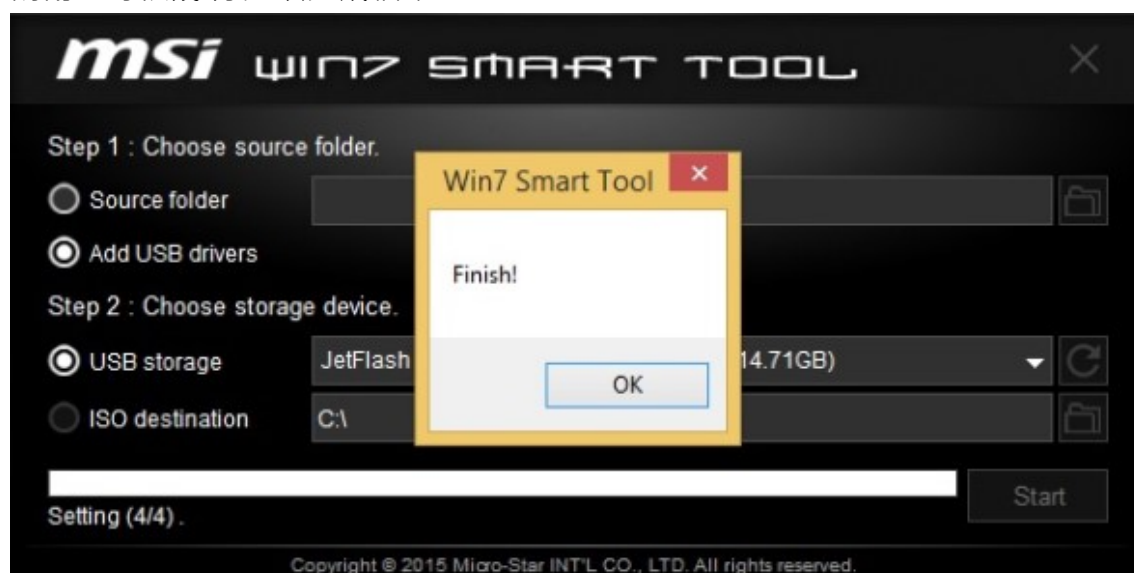 msi WIN7 SMART TOOL
Step 1 : Choose source folder.
Source folder
Add USB drivers
Step 2 : Choose storage device.
USB storage
JetFlash
14.71GB)
ISO destination
C:\
Setting (4/4) .
Start
Win7 Smart Tool
Finish!
OK
Copyright © 2015 Micro-Star INT'L CO., LTD. All rights reserved.